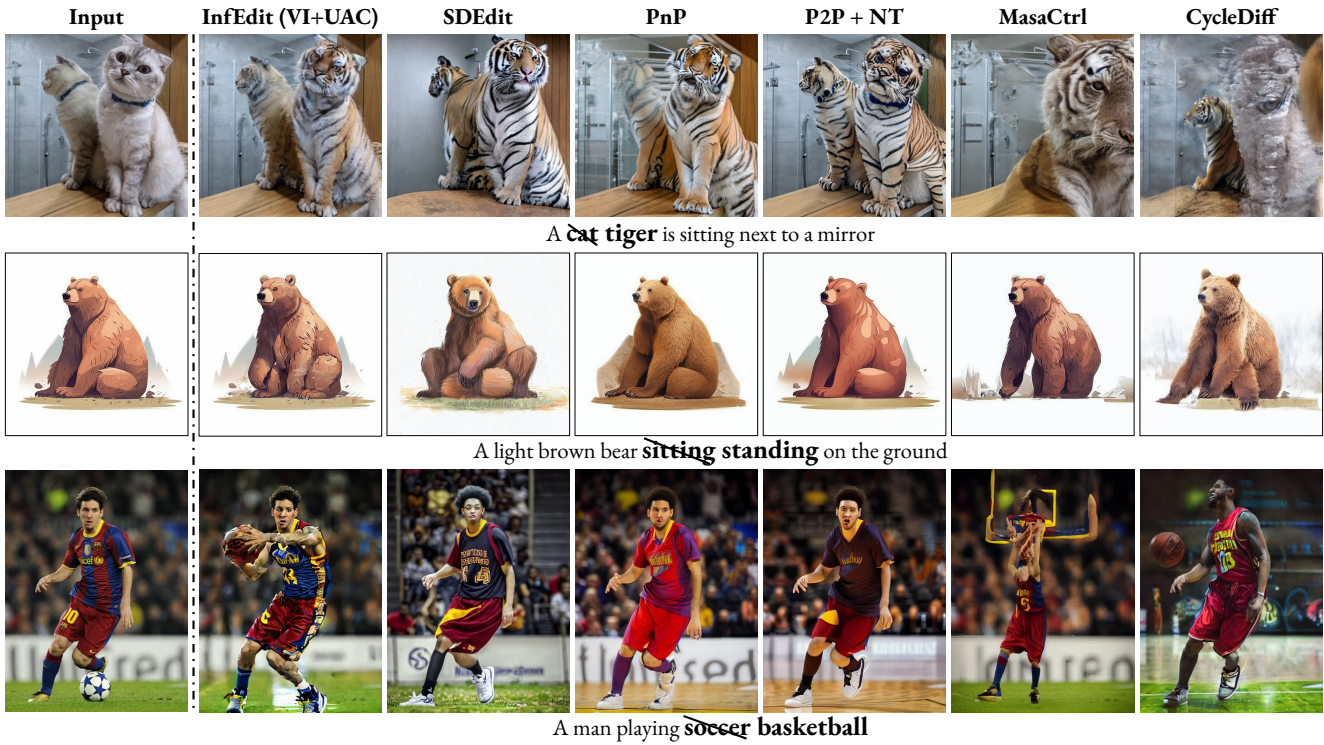 Input InfEdit (VI+UAC) SDEdit PnP P2P + NT MasaCtrl CycleDiff
A cat tiger is sitting next to a mirror
A light brown bear sitting standing on the ground
10
A man playing soccer basketball